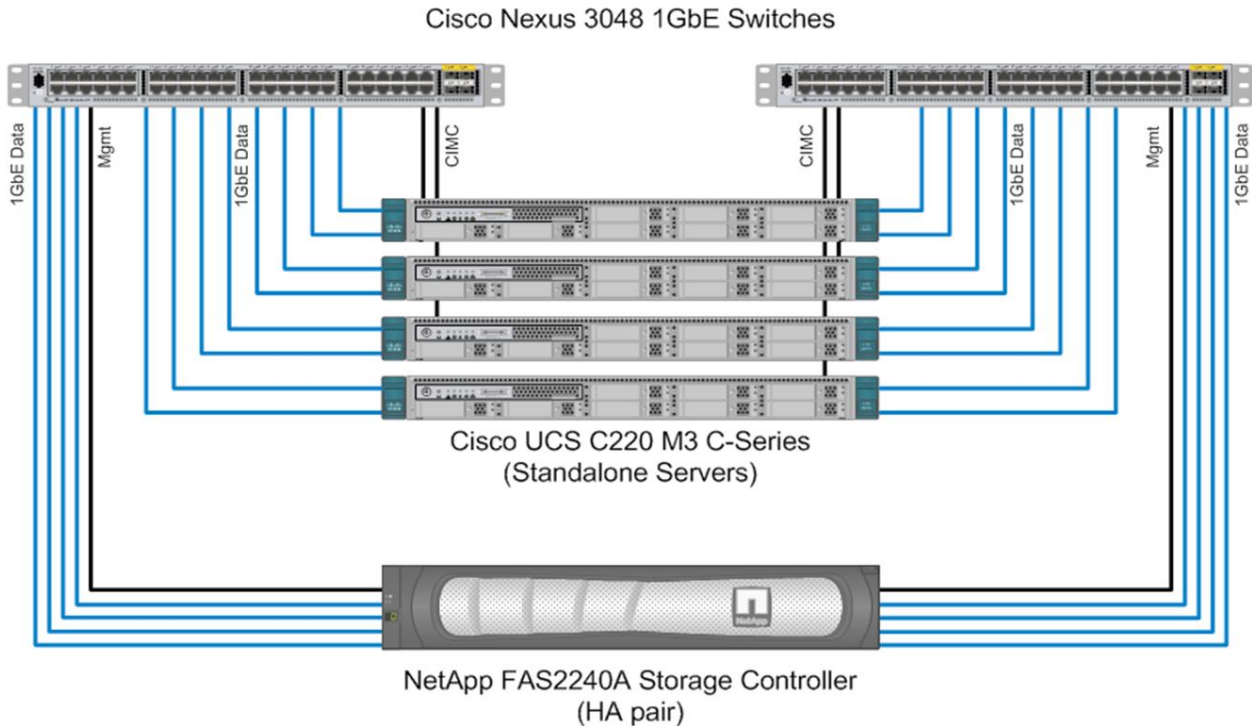 Cisco Nexus 3048 1GbE Switches
1GbE Data
Mgmt
1GbE Data
CIMC
CIMC
1GbE Data
Mgmt
1GbE Data
Cisco UCS C220 M3 C-Series
(Standalone Servers)
NetApp
NetApp FAS2240A Storage Controller
(HA pair)